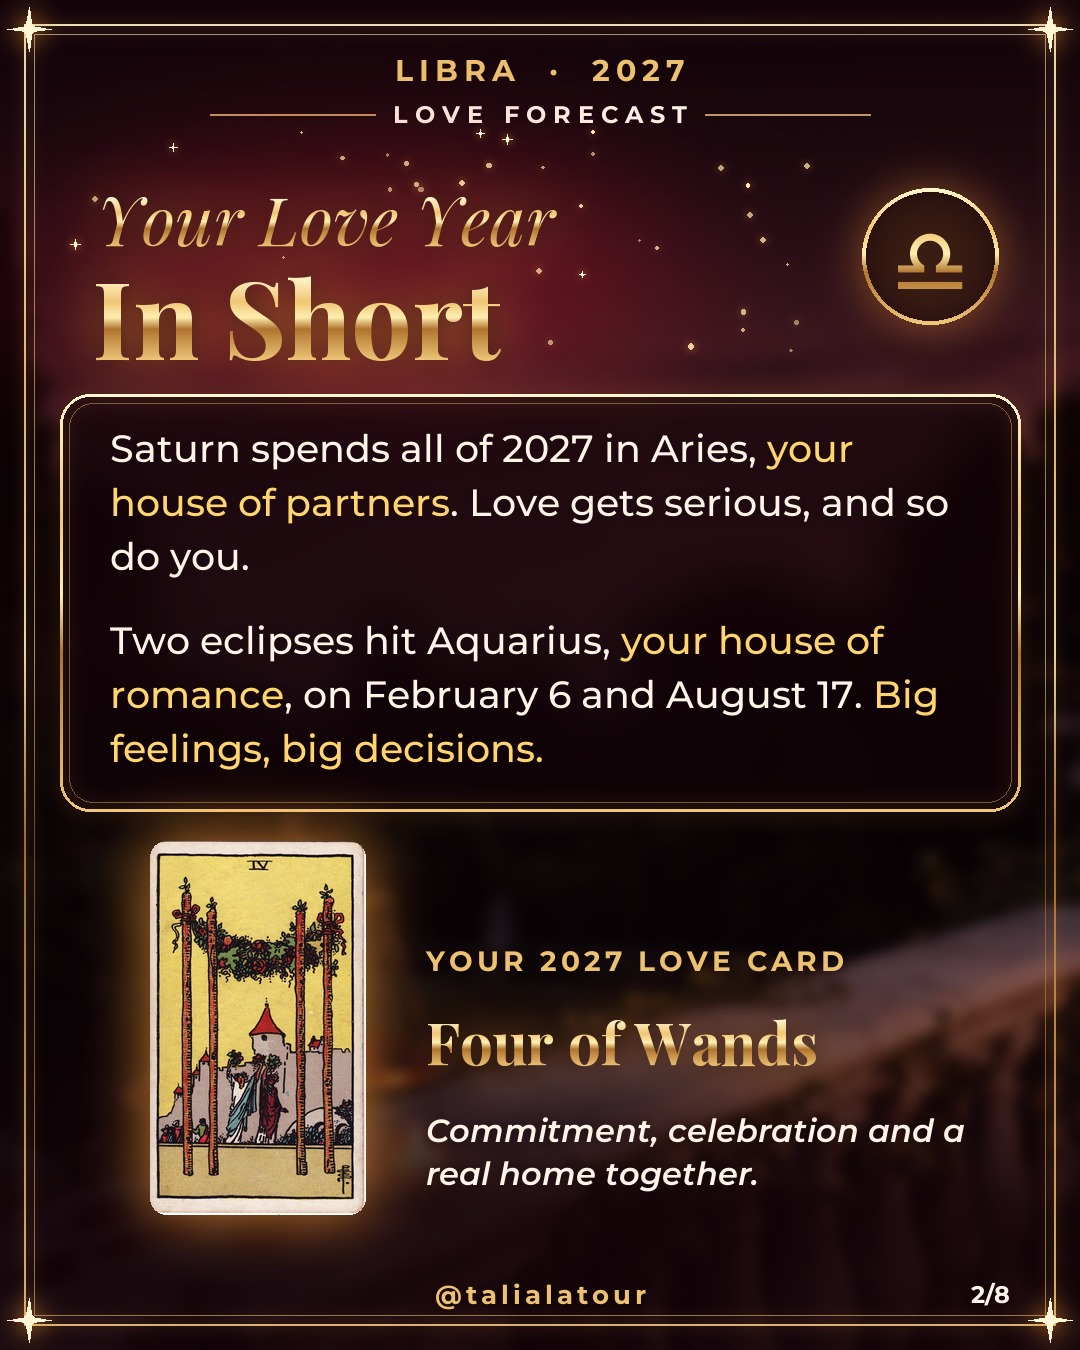 LIBRA · 2027
LOVE FORECAST
Your Love Year
In Short
Saturn spends all of 2027 in Aries, your
house of partners. Love gets serious, and so
do you.
Two eclipses hit Aquarius, your house of
romance, on February 6 and August 17. Big
feelings, big decisions.
IV
YOUR 2027 LOVE CARD
Four of Wands
Commitment, celebration and a
real home together.
@talialatour
2/8